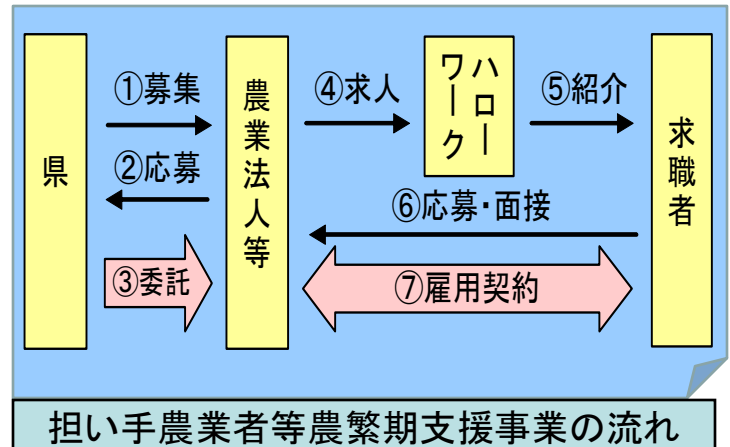 県
①募集
②応募
③委託
農業法人等
④求人
ハローワーク
⑤紹介
⑥応募・面接
⑦雇用契約
求職者
担い手農業者等農繁期支援事業の流れ